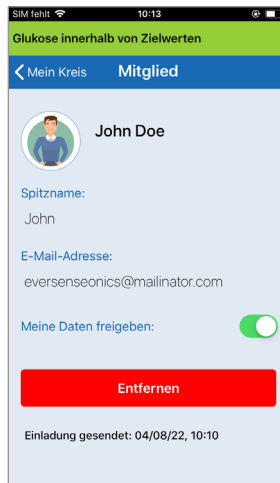 SIM fehlt 10:13
Glukose innerhalb von Zielwerten
Mein Kreis Mitglied
John Doe
Spitzname:
John
E-Mail-Adresse:
eversenseonics@mailinator.com
Meine Daten freigeben:
Entfernen
Einladung gesendet: 04/08/22, 10:10